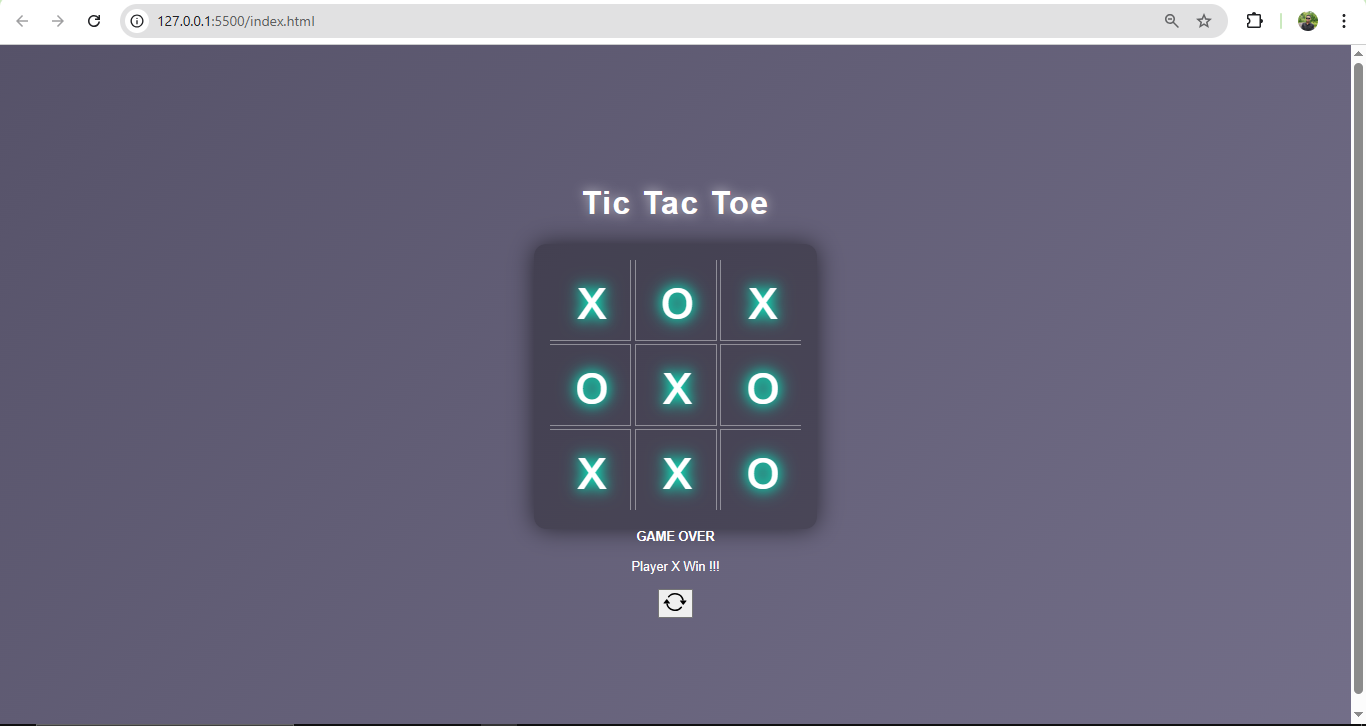 127.0.0.1:5500/index.html
Tic Tac Toe
X O X
O X O
X X O
GAME OVER
Player X Win !!!